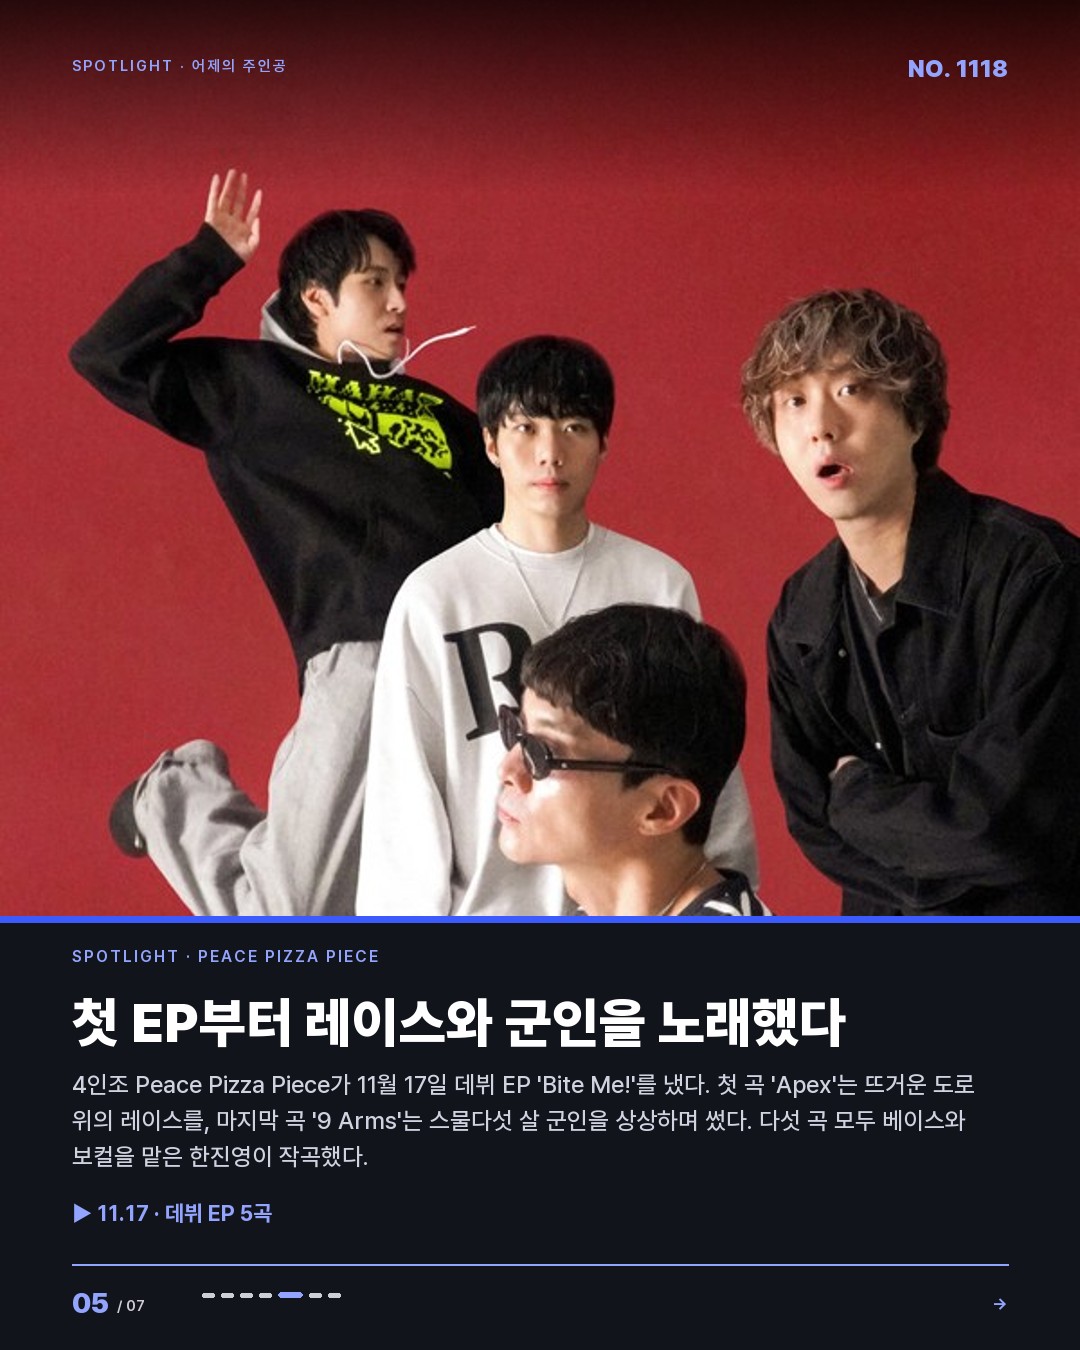 SPOTLIGHT · 어제의 주인공
NO. 1118
R
SPOTLIGHT · PEACE PIZZA PIECE
첫 EP부터 레이스와 군인을 노래했다
4인조 Peace Pizza Piece가 11월 17일 데뷔 EP 'Bite Me!'를 냈다. 첫 곡 'Apex'는 뜨거운 도로
위의 레이스를, 마지막 곡 '9 Arms'는 스물다섯 살 군인을 상상하며 썼다. 다섯 곡 모두 베이스와
보컬을 맡은 한진영이 작곡했다.
▶ 11.17 · 데뷔 EP 5곡
05 / 07
→